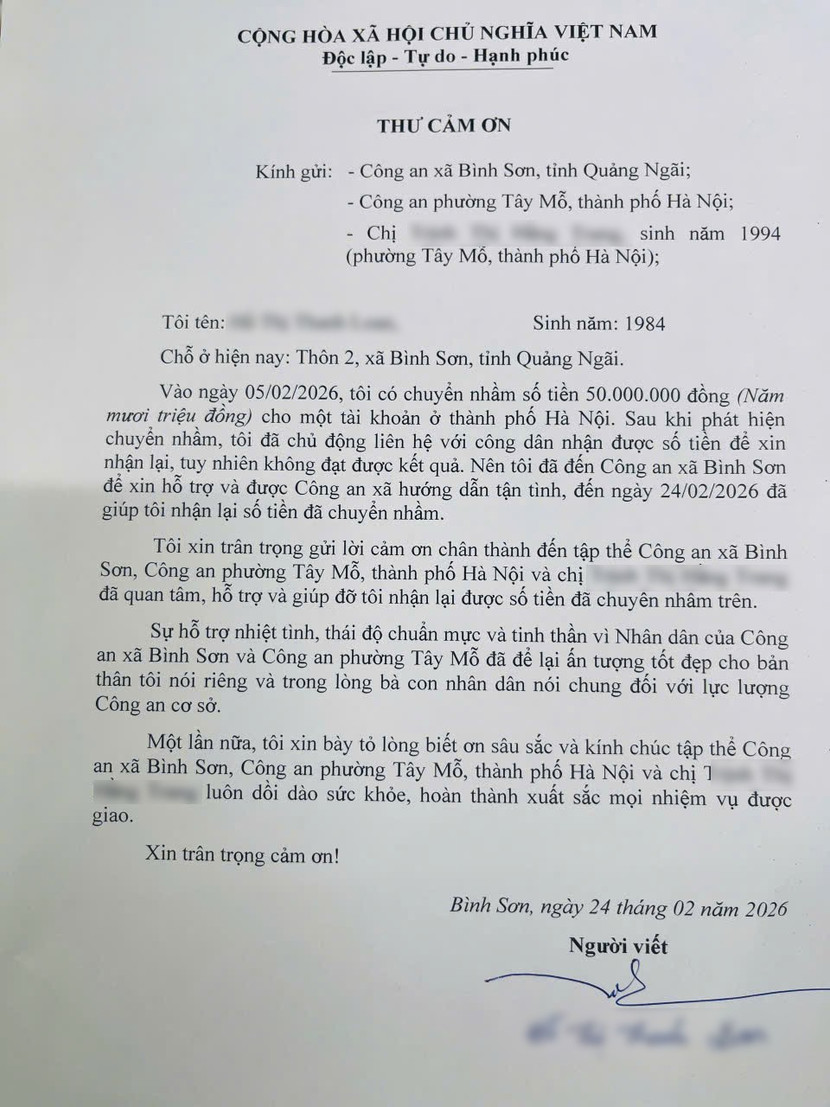 CỘNG HÒA XÃ HỘI CHỦ NGHĨA VIỆT NAM
Độc lập - Tự do - Hạnh phúc
THƯ CẢM ƠN
Kính gửi: - Công an xã Bình Sơn, tỉnh Quảng Ngãi;
- Công an phường Tây Mỗ, thành phố Hà Nội;
- Chị sinh năm 1994
(phường Tây Mỗ, thành phố Hà Nội);
Tôi tên: Sinh năm: 1984
Chỗ ở hiện nay: Thôn 2, xã Bình Sơn, tỉnh Quảng Ngãi.
Vào ngày 05/02/2026, tôi có chuyển nhầm số tiền 50.000.000 đồng (Năm
mươi triệu đồng) cho một tài khoản ở thành phố Hà Nội. Sau khi phát hiện
chuyển nhầm, tôi đã chủ động liên hệ với công dân nhận được số tiền để xin
nhận lại, tuy nhiên không đạt được kết quả. Nên tôi đã đến Công an xã Bình Sơn
để xin hỗ trợ và được Công an xã hướng dẫn tận tình, đến ngày 24/02/2026 đã
giúp tôi nhận lại số tiền đã chuyển nhầm.
Tôi xin trân trọng gửi lời cảm ơn chân thành đến tập thể Công an xã Bình
Sơn, Công an phường Tây Mỗ, thành phố Hà Nội và chị
đã quan tâm, hỗ trợ và giúp đỡ tôi nhận lại được số tiền đã chuyên nhâm trên.
Sự hỗ trợ nhiệt tình, thái độ chuẩn mực và tinh thần vì Nhân dân của Công
an xã Bình Sơn và Công an phường Tây Mỗ đã để lại ấn tượng tốt đẹp cho bản
thân tôi nói riêng và trong lòng bà con nhân dân nói chung đối với lực lượng
Công an cơ sở.
Một lần nữa, tôi xin bày tỏ lòng biết ơn sâu sắc và kính chúc tập thể Công
an xã Bình Sơn, Công an phường Tây Mỗ, thành phố Hà Nội và chị
luôn dồi dào sức khỏe, hoàn thành xuất sắc mọi nhiệm vụ được
giao.
Xin trân trọng cảm ơn!
Bình Sơn, ngày 24 tháng 02 năm 2026
Người viết